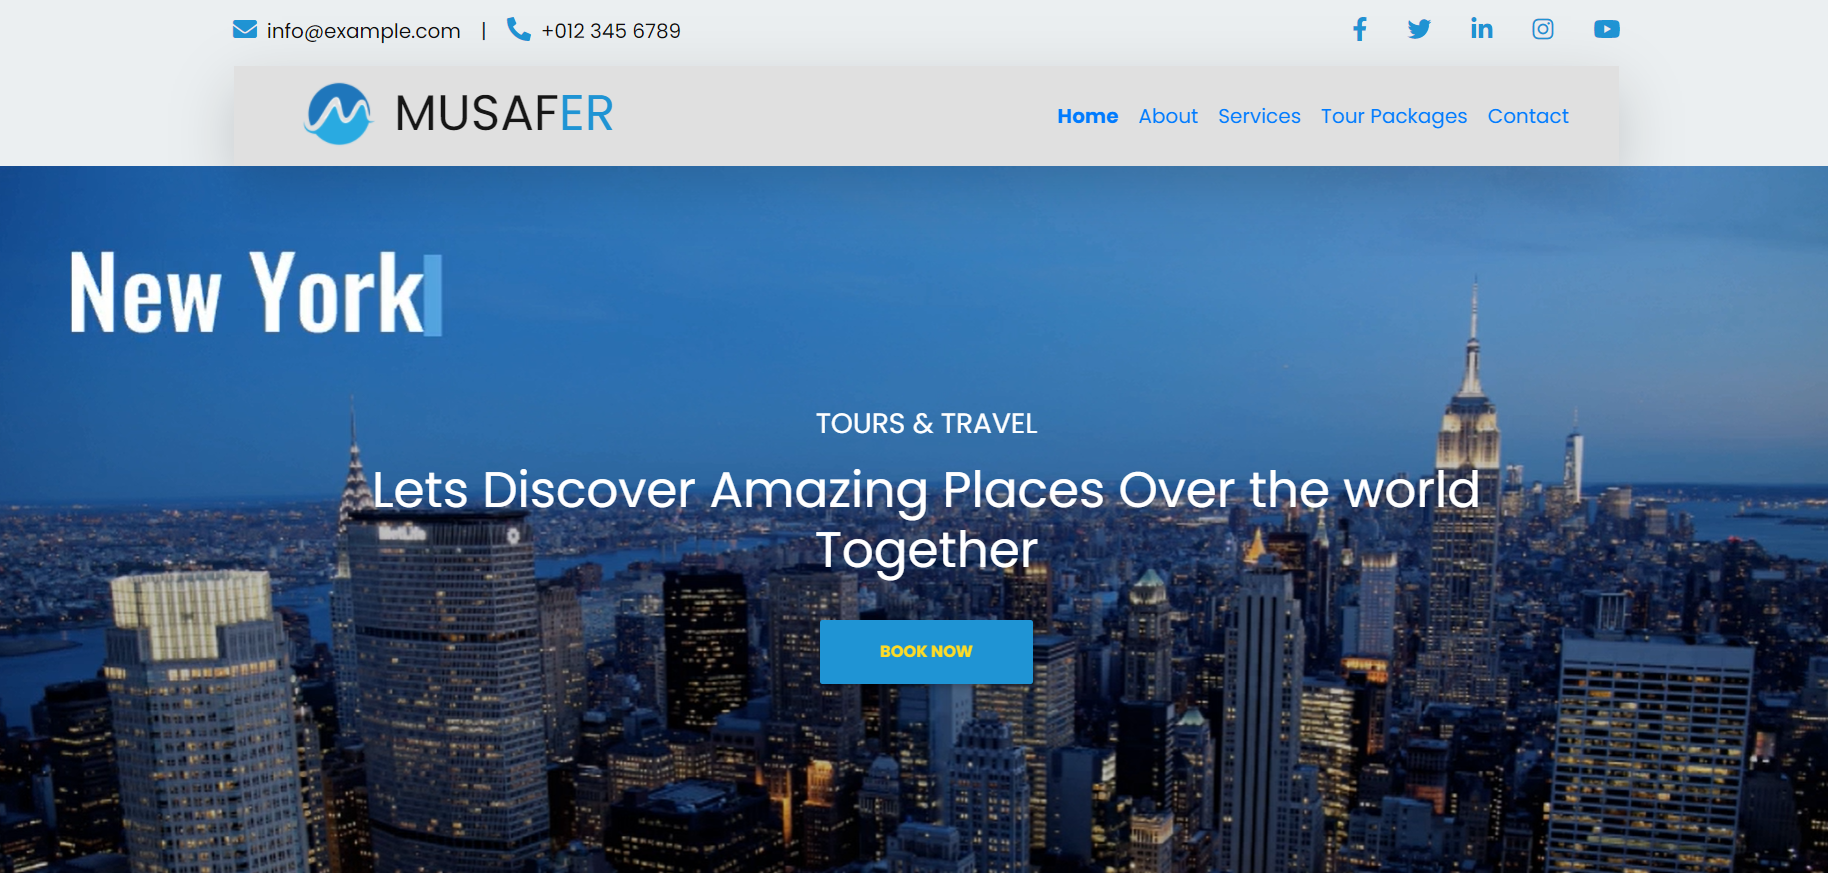 info@example.com | +012 345 6789
MUSAFER
Home About Services Tour Packages Contact
New York
TOURS & TRAVEL
Lets Discover Amazing Places Over the world
Together
MetLife
BOOK NOW